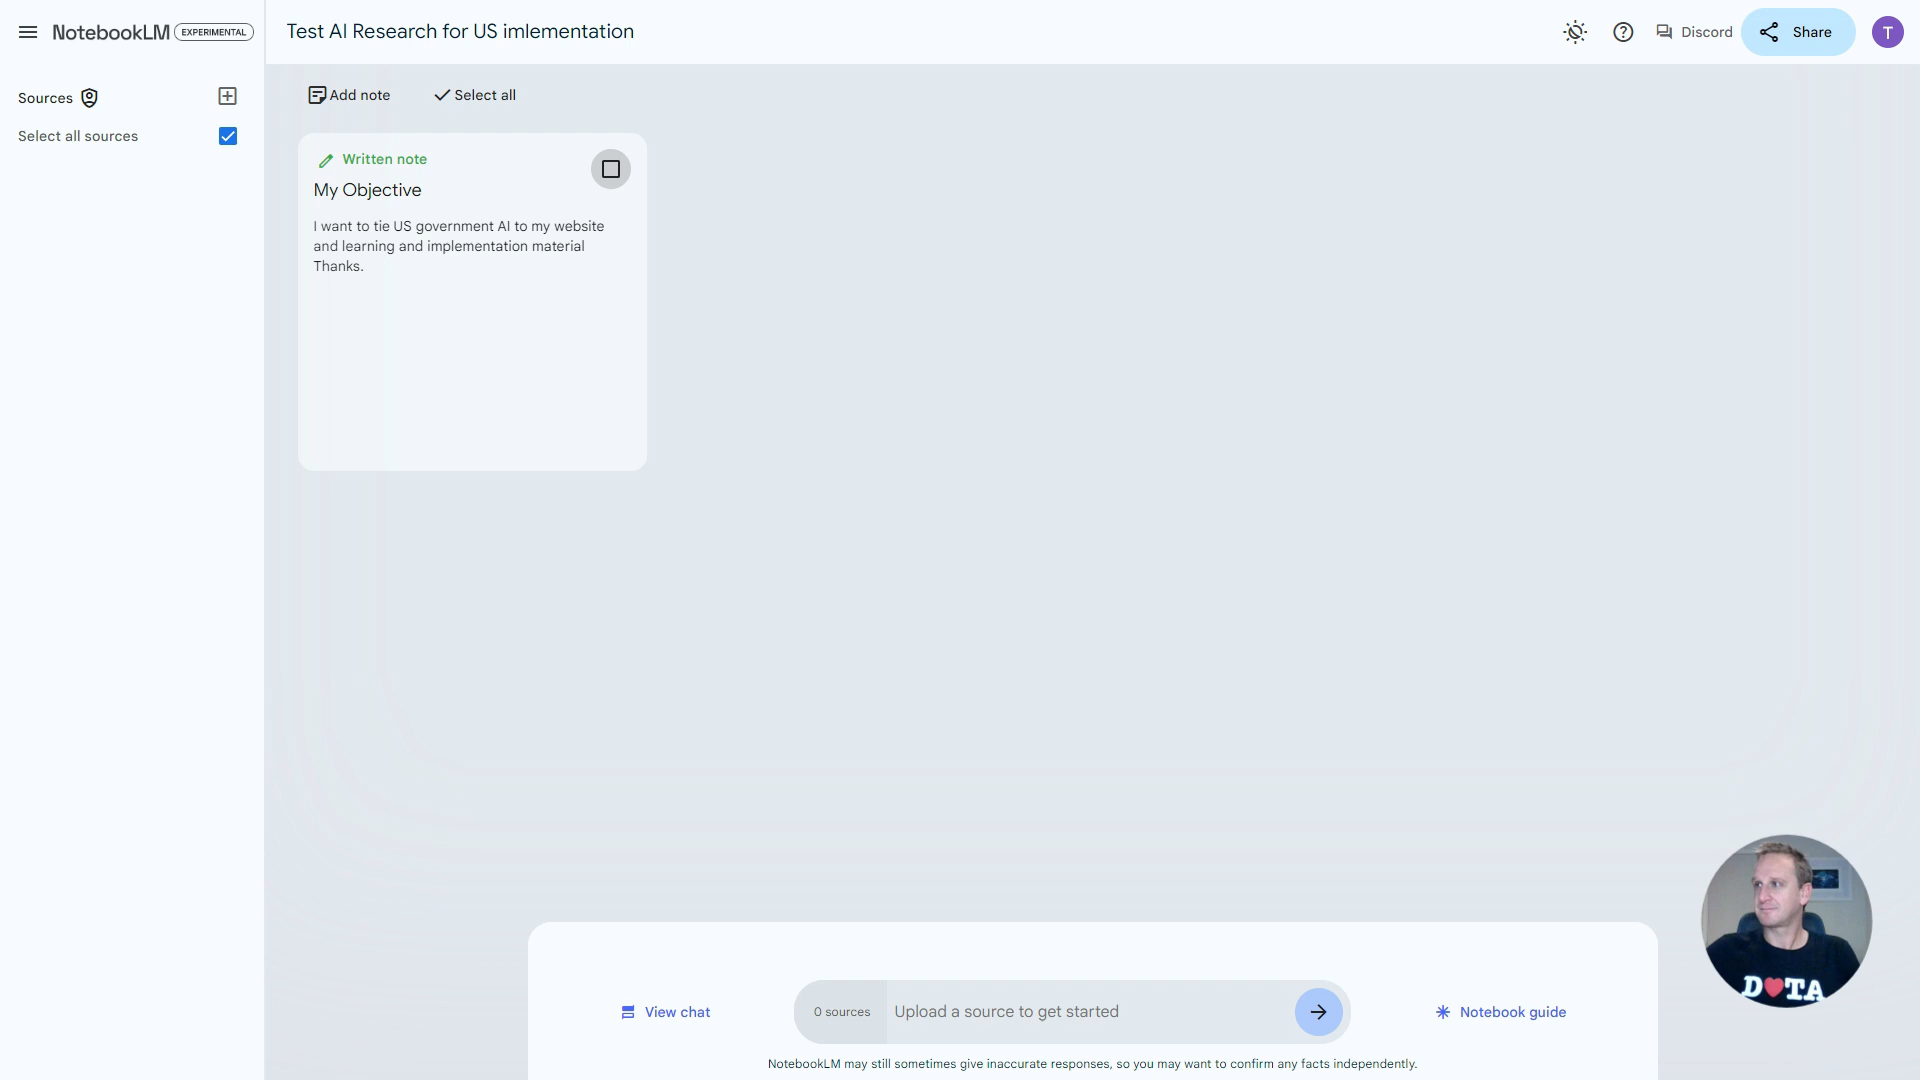 NotebookLM EXPERIMENTAL
Test AI Research for US imlementation
Discord
Share
T
Sources
Select all sources
Add note
Select all
Written note
My Objective
I want to tie US government AI to my website
and learning and implementation material
Thanks.
View chat
0 sources
Upload a source to get started
Notebook guide
NotebookLM may still sometimes give inaccurate responses, so you may want to confirm any facts independently.
D❤TA